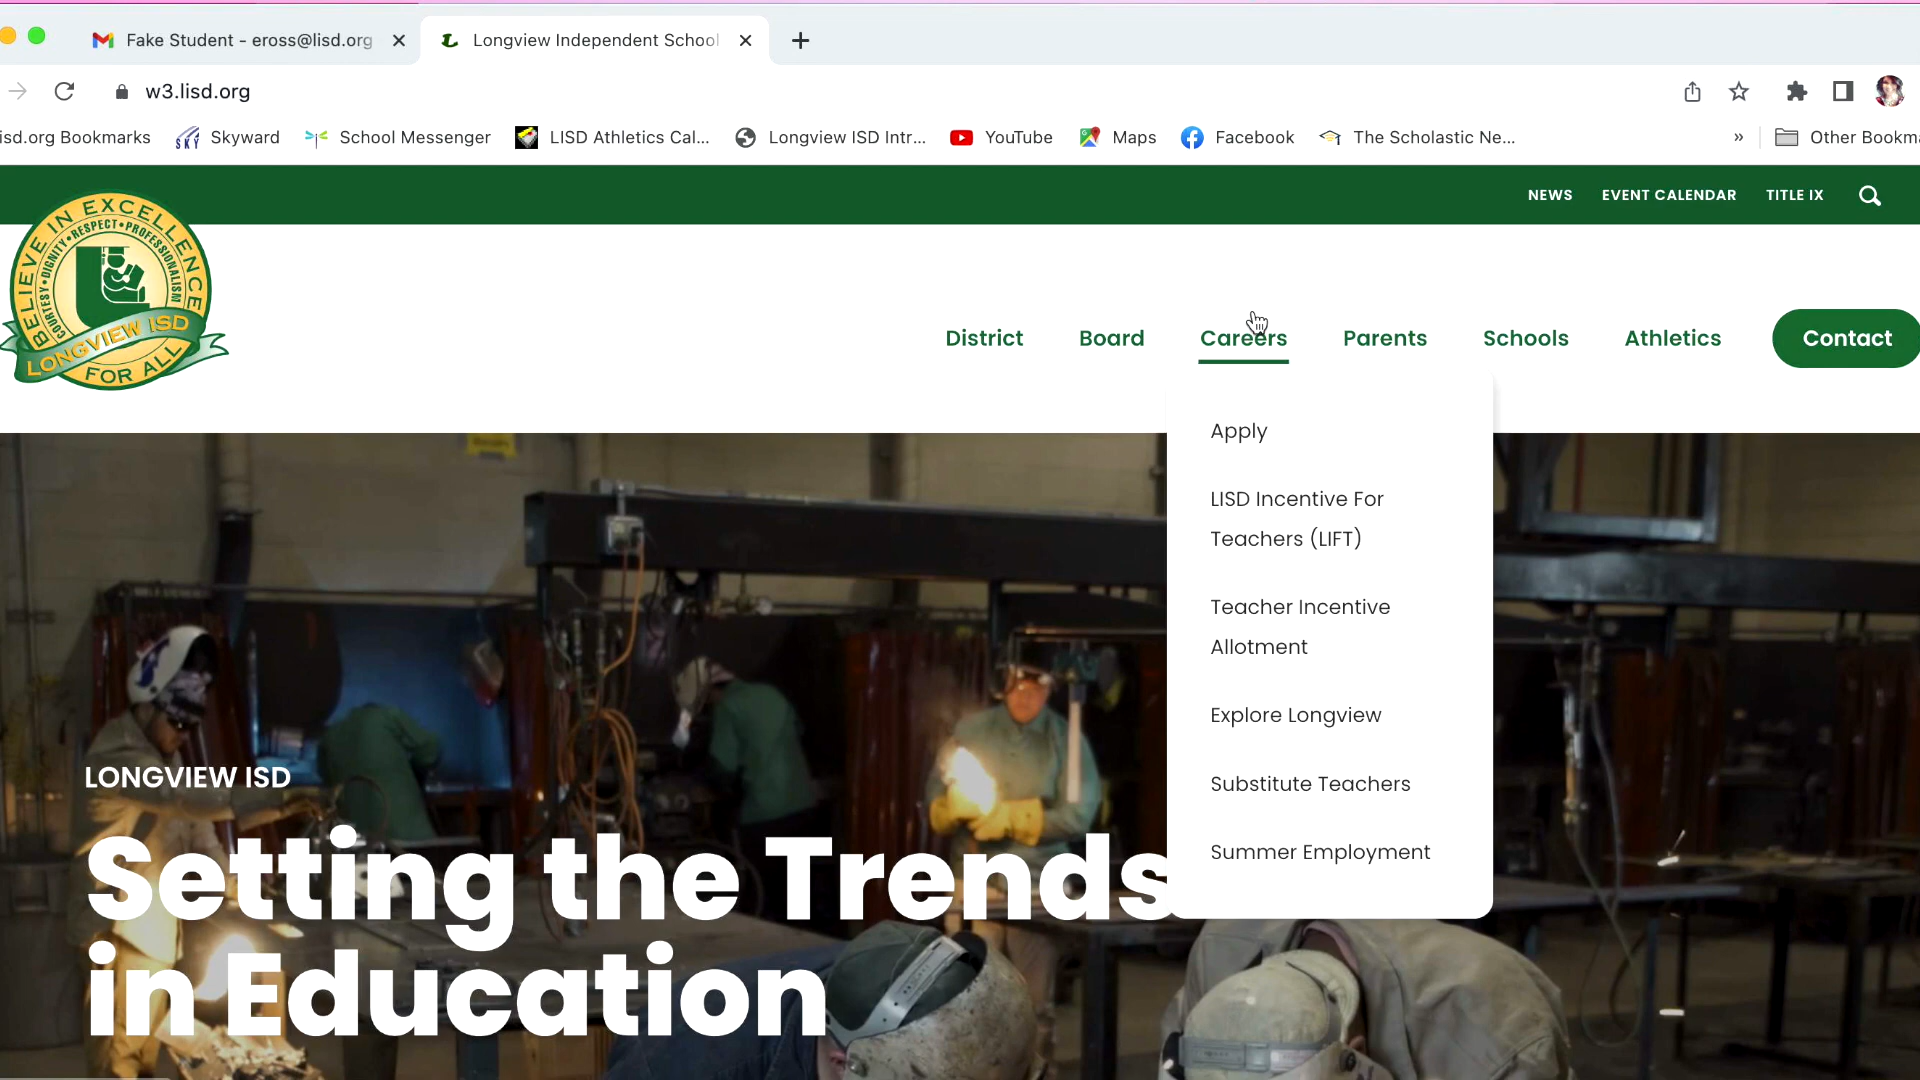 Fake Student - eross@lisd.org
Longview Independent School
w3.lisd.org
isd.org Bookmarks
Skyward
School Messenger
LISD Athletics Cal...
Longview ISD Intr...
YouTube
Maps
Facebook
The Scholastic Ne...
»
Other Bookma
NEWS
EVENT CALENDAR
TITLE IX
BELIEVE IN EXCELLENCE
COURTESY•DIGNITY•RESPECT•PROFESSIONALISM
LONGVIEW ISD
FOR ALL
District
Board
Careers
Parents
Schools
Athletics
Contact
Apply
LISD Incentive For
Teachers (LIFT)
Teacher Incentive
Allotment
Explore Longview
Substitute Teachers
Summer Employment
LONGVIEW ISD
Setting the Trends
in Education